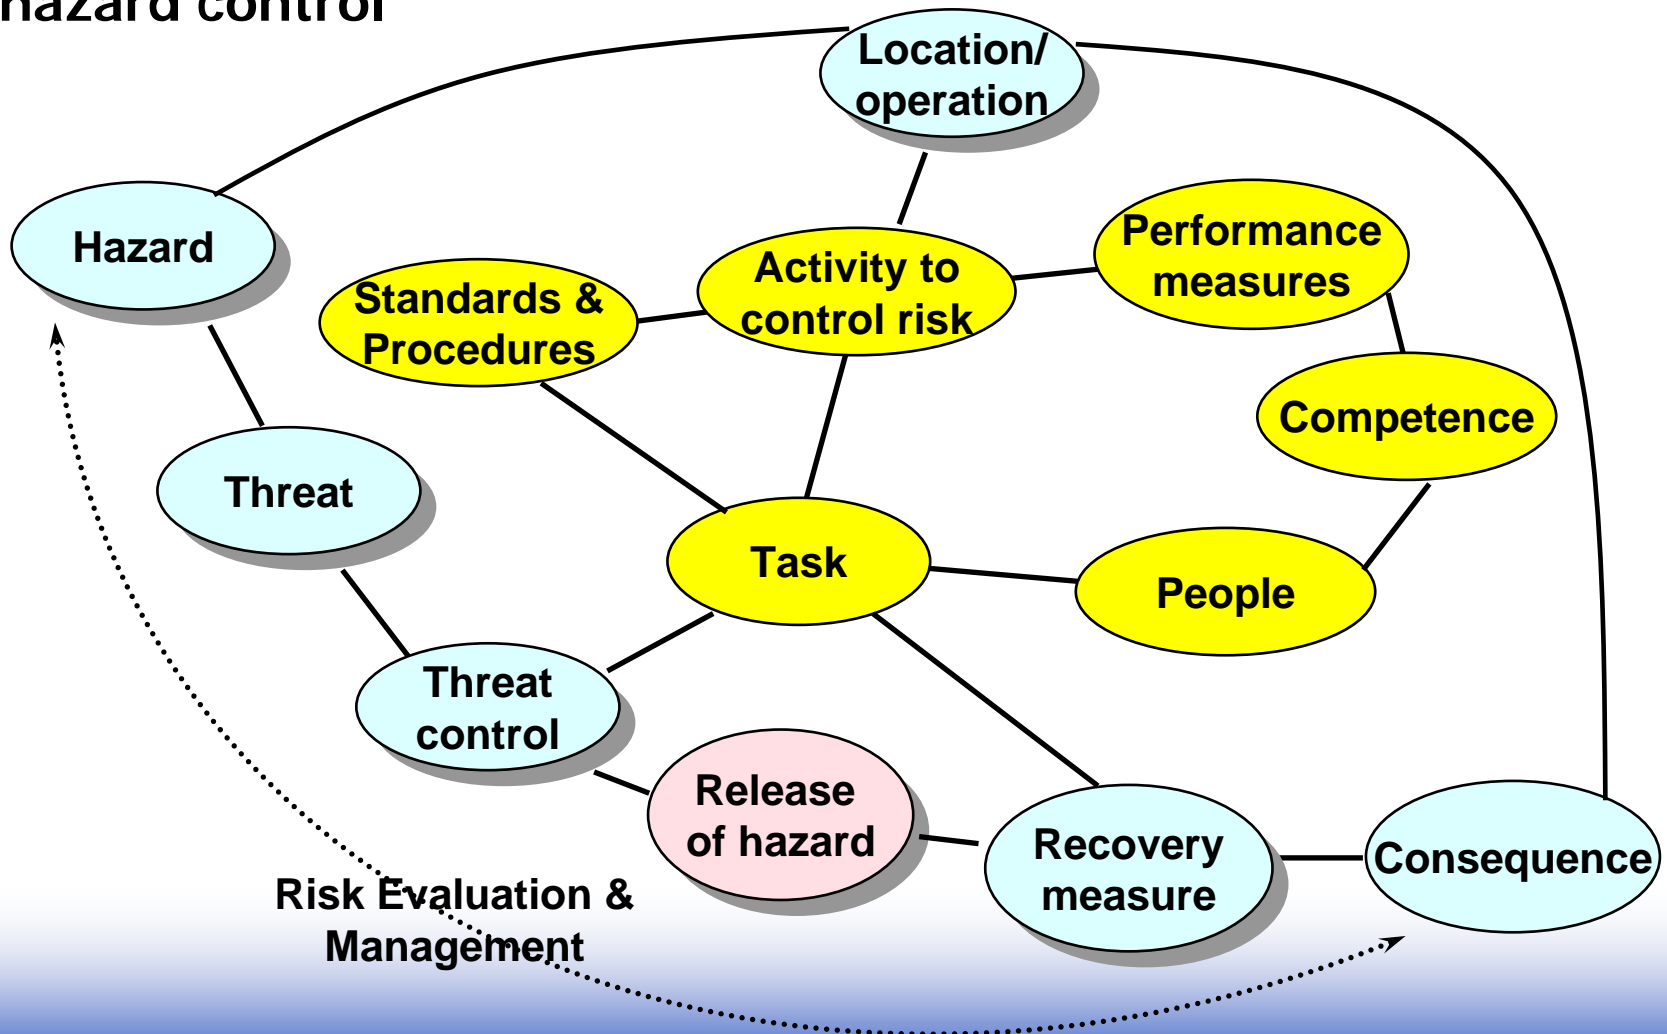 hazard control
Location/
operation
Hazard
Performance
measures
Activity to
control risk
Standards &
Procedures
Competence
Threat
Task
People
Threat
control
Release
of hazard
Recovery
measure
Consequence
Risk Evaluation &
Management